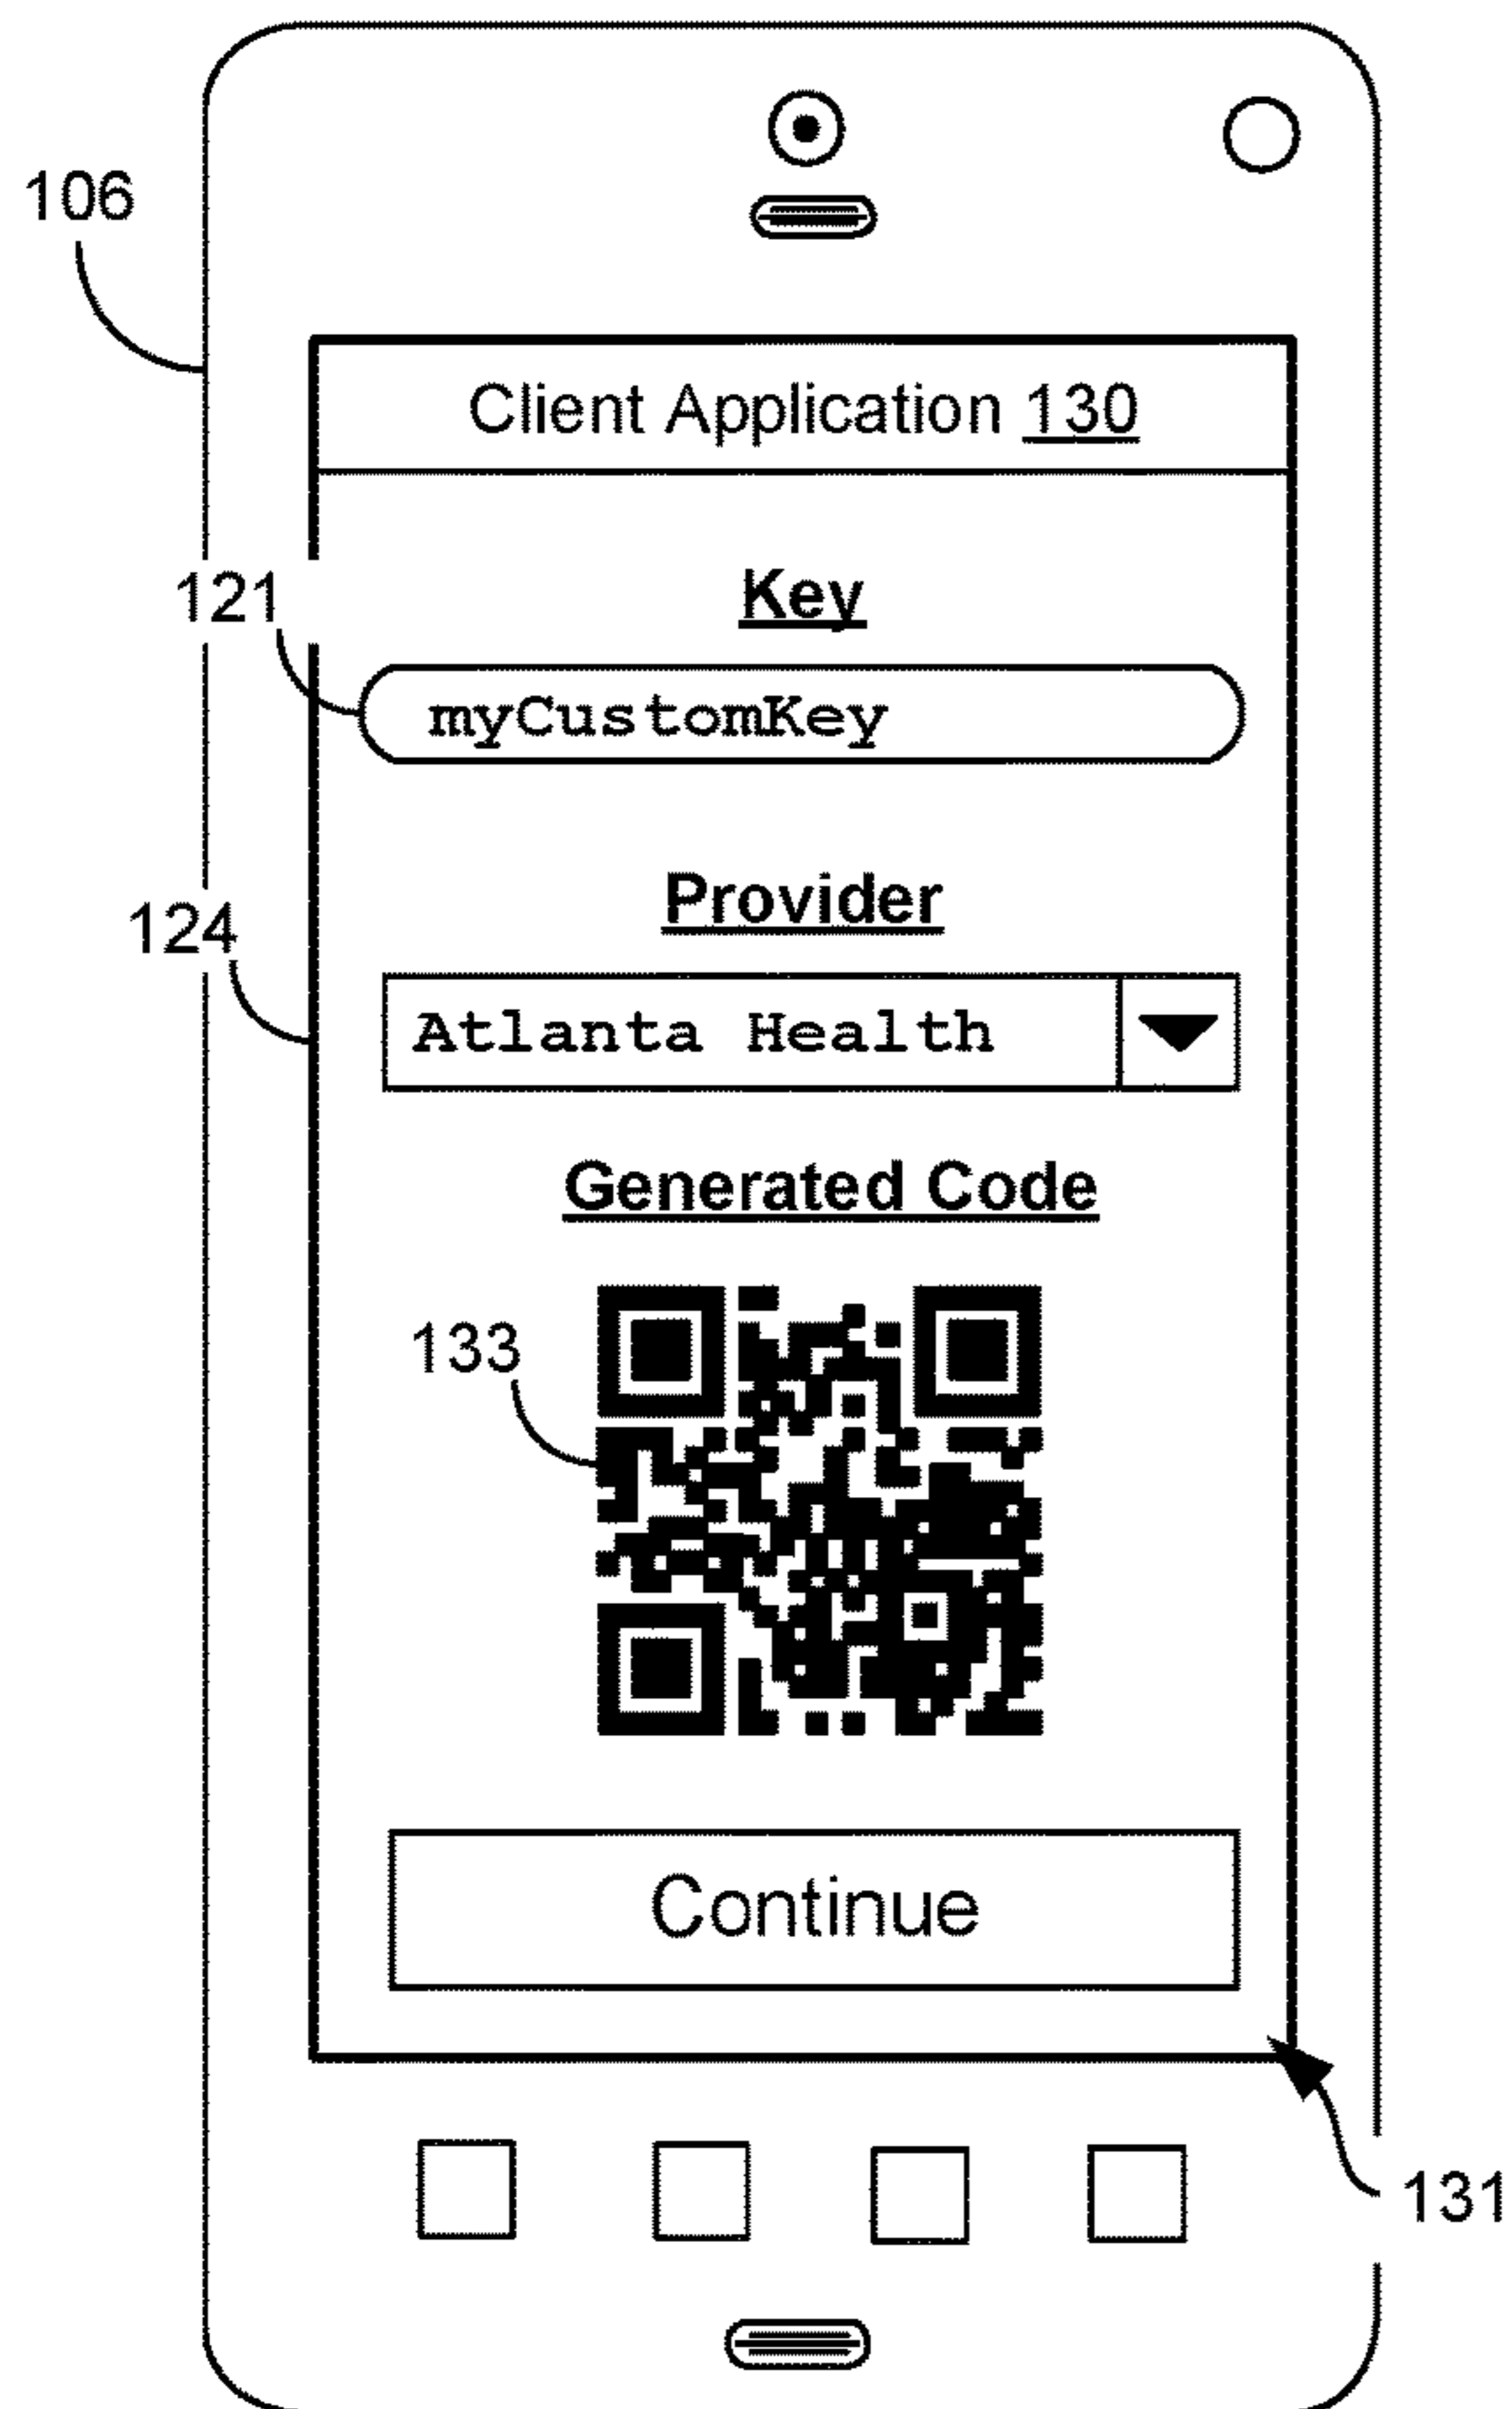 106
Client Application 130
121
Key
myCustomKey
124
Provider
Atlanta Health
Generated Code
133
Continue
131